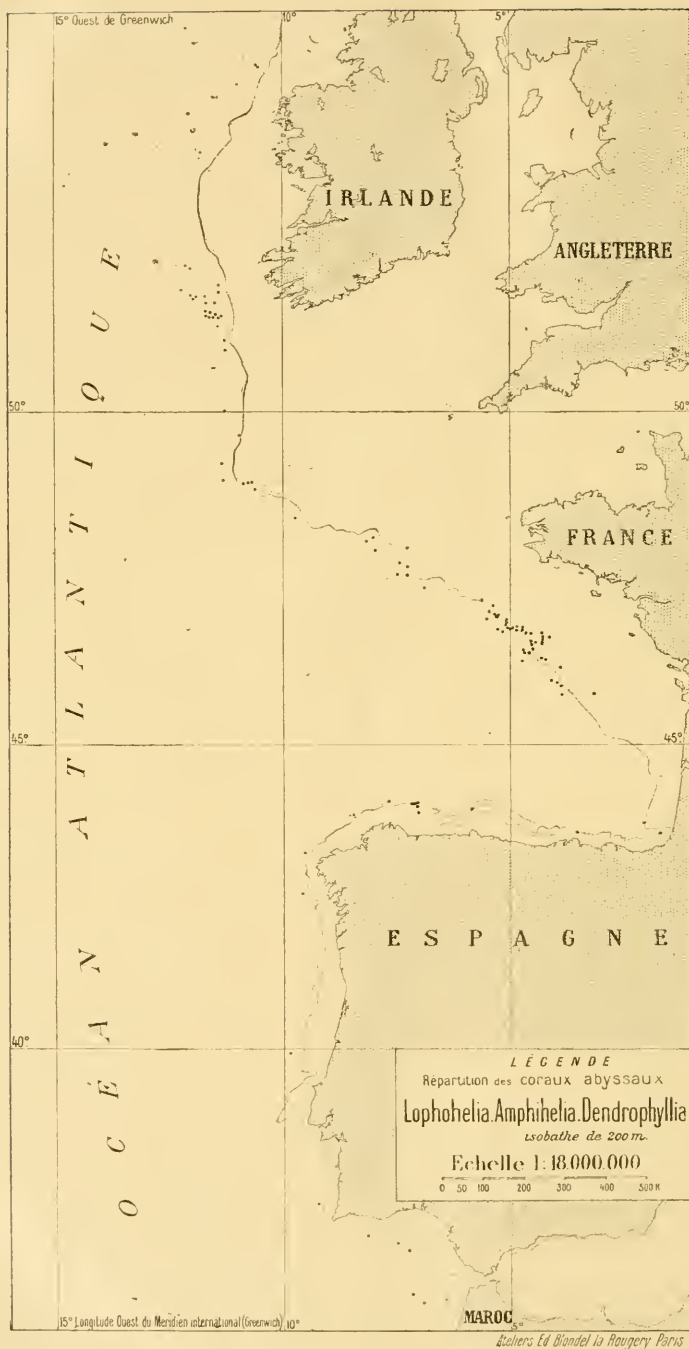 15° Ouest de Greenwich
10°
5°
IRLANDE
ANGLETERRE
50°
50°
FRANCE
OCÉAN ATLANTIQUE
45°
45°
ESPAGNE
40°
LÉGENDE
Répartition des coraux abyssaux
Lophohelia.Amphihelia.Dendrophyllia
isobathe de 200 m.
Echelle 1:18.000.000
0 50 100 200 300 400 500 K
MAROC
15° Longitude Ouest du Méridien international (Greenwich) 10°
5°
Ateliers Ed Blondel la Rougery Paris